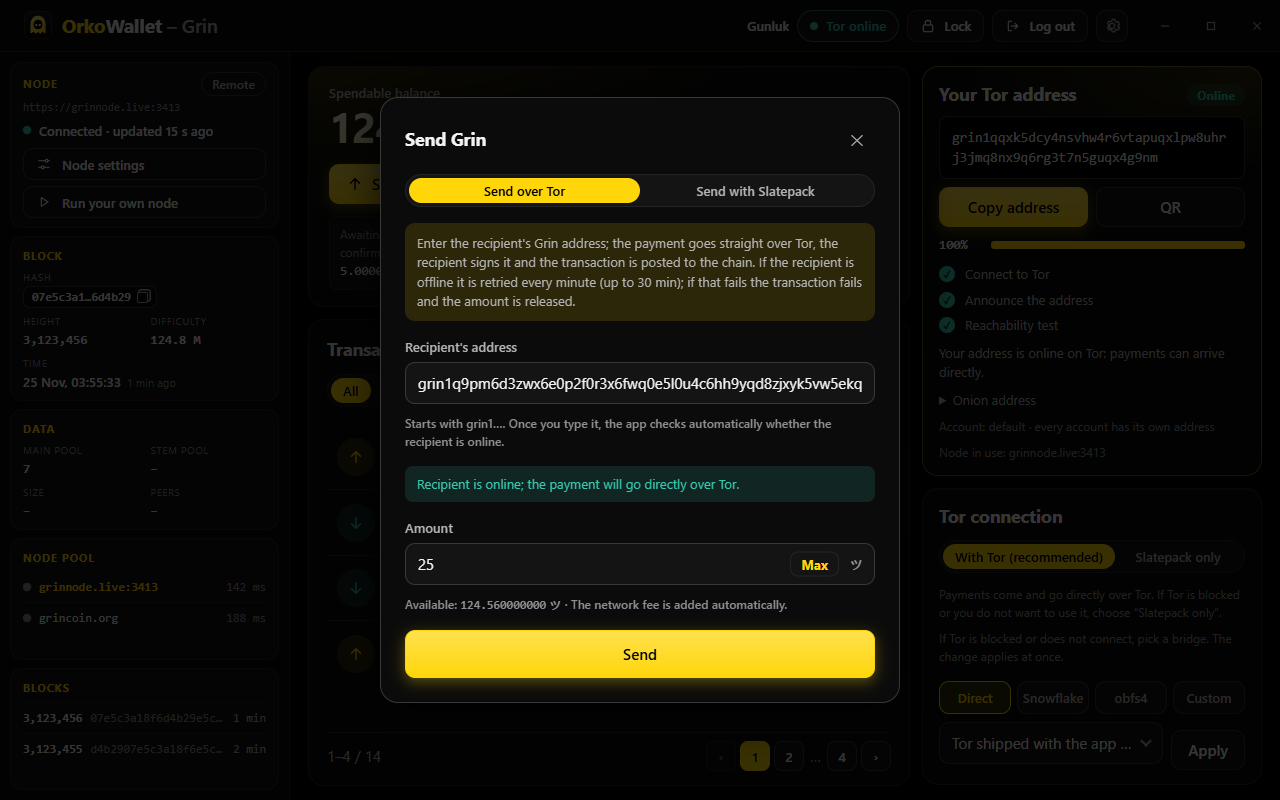 OrkoWallet – Grin
Gunluk
Tor online
Lock
Log out
NODE
Remote
https://grinnode.live:3413
Connected · updated 15 s ago
Node settings
Run your own node
BLOCK
HASH
07e5c3a1…6d4b29
HEIGHT
DIFFICULTY
3,123,456
124.8 M
TIME
25 Nov, 03:55:33 1 min ago
DATA
MAIN POOL
STEM POOL
7
–
SIZE
PEERS
–
–
NODE POOL
grinnode.live:3413
142 ms
grincoin.org
188 ms
BLOCKS
3,123,456 07e5c3a18f6d4b29e5c… 1 min
3,123,455 d4b2907e5c3a18f6e5c… 2 min
Spendable balance
124
S
5.0000
All
1–4 / 14
‹
1
2
…
4
›
Send Grin
Send over Tor
Send with Slatepack
Enter the recipient's Grin address; the payment goes straight over Tor, the
recipient signs it and the transaction is posted to the chain. If the recipient is
offline it is retried every minute (up to 30 min); if that fails the transaction fails
and the amount is released.
Recipient's address
grin1q9pm6d3zwx6e0p2f0r3x6fwq0e5l0u4c6hh9yqd8zjxyk5vw5ekq
Starts with grin1…. Once you type it, the app checks automatically whether the
recipient is online.
Recipient is online; the payment will go directly over Tor.
Amount
25
Max
ツ
Available: 124.560000000 ツ · The network fee is added automatically.
Send
Your Tor address
Online
grin1qqxk5dcy4nsvhw4r6vtapuqxlpw8uhr
j3jmq8nx9q6rg3t7n5guqx4g9nm
Copy address
QR
100%
Connect to Tor
Announce the address
Reachability test
Your address is online on Tor: payments can arrive
directly.
Onion address
Account: default · every account has its own address
Node in use: grinnode.live:3413
Tor connection
With Tor (recommended)
Slatepack only
Payments come and go directly over Tor. If Tor is blocked
or you do not want to use it, choose “Slatepack only”.
If Tor is blocked or does not connect, pick a bridge. The
change applies at once.
Direct
Snowflake
obfs4
Custom
Tor shipped with the app …
Apply